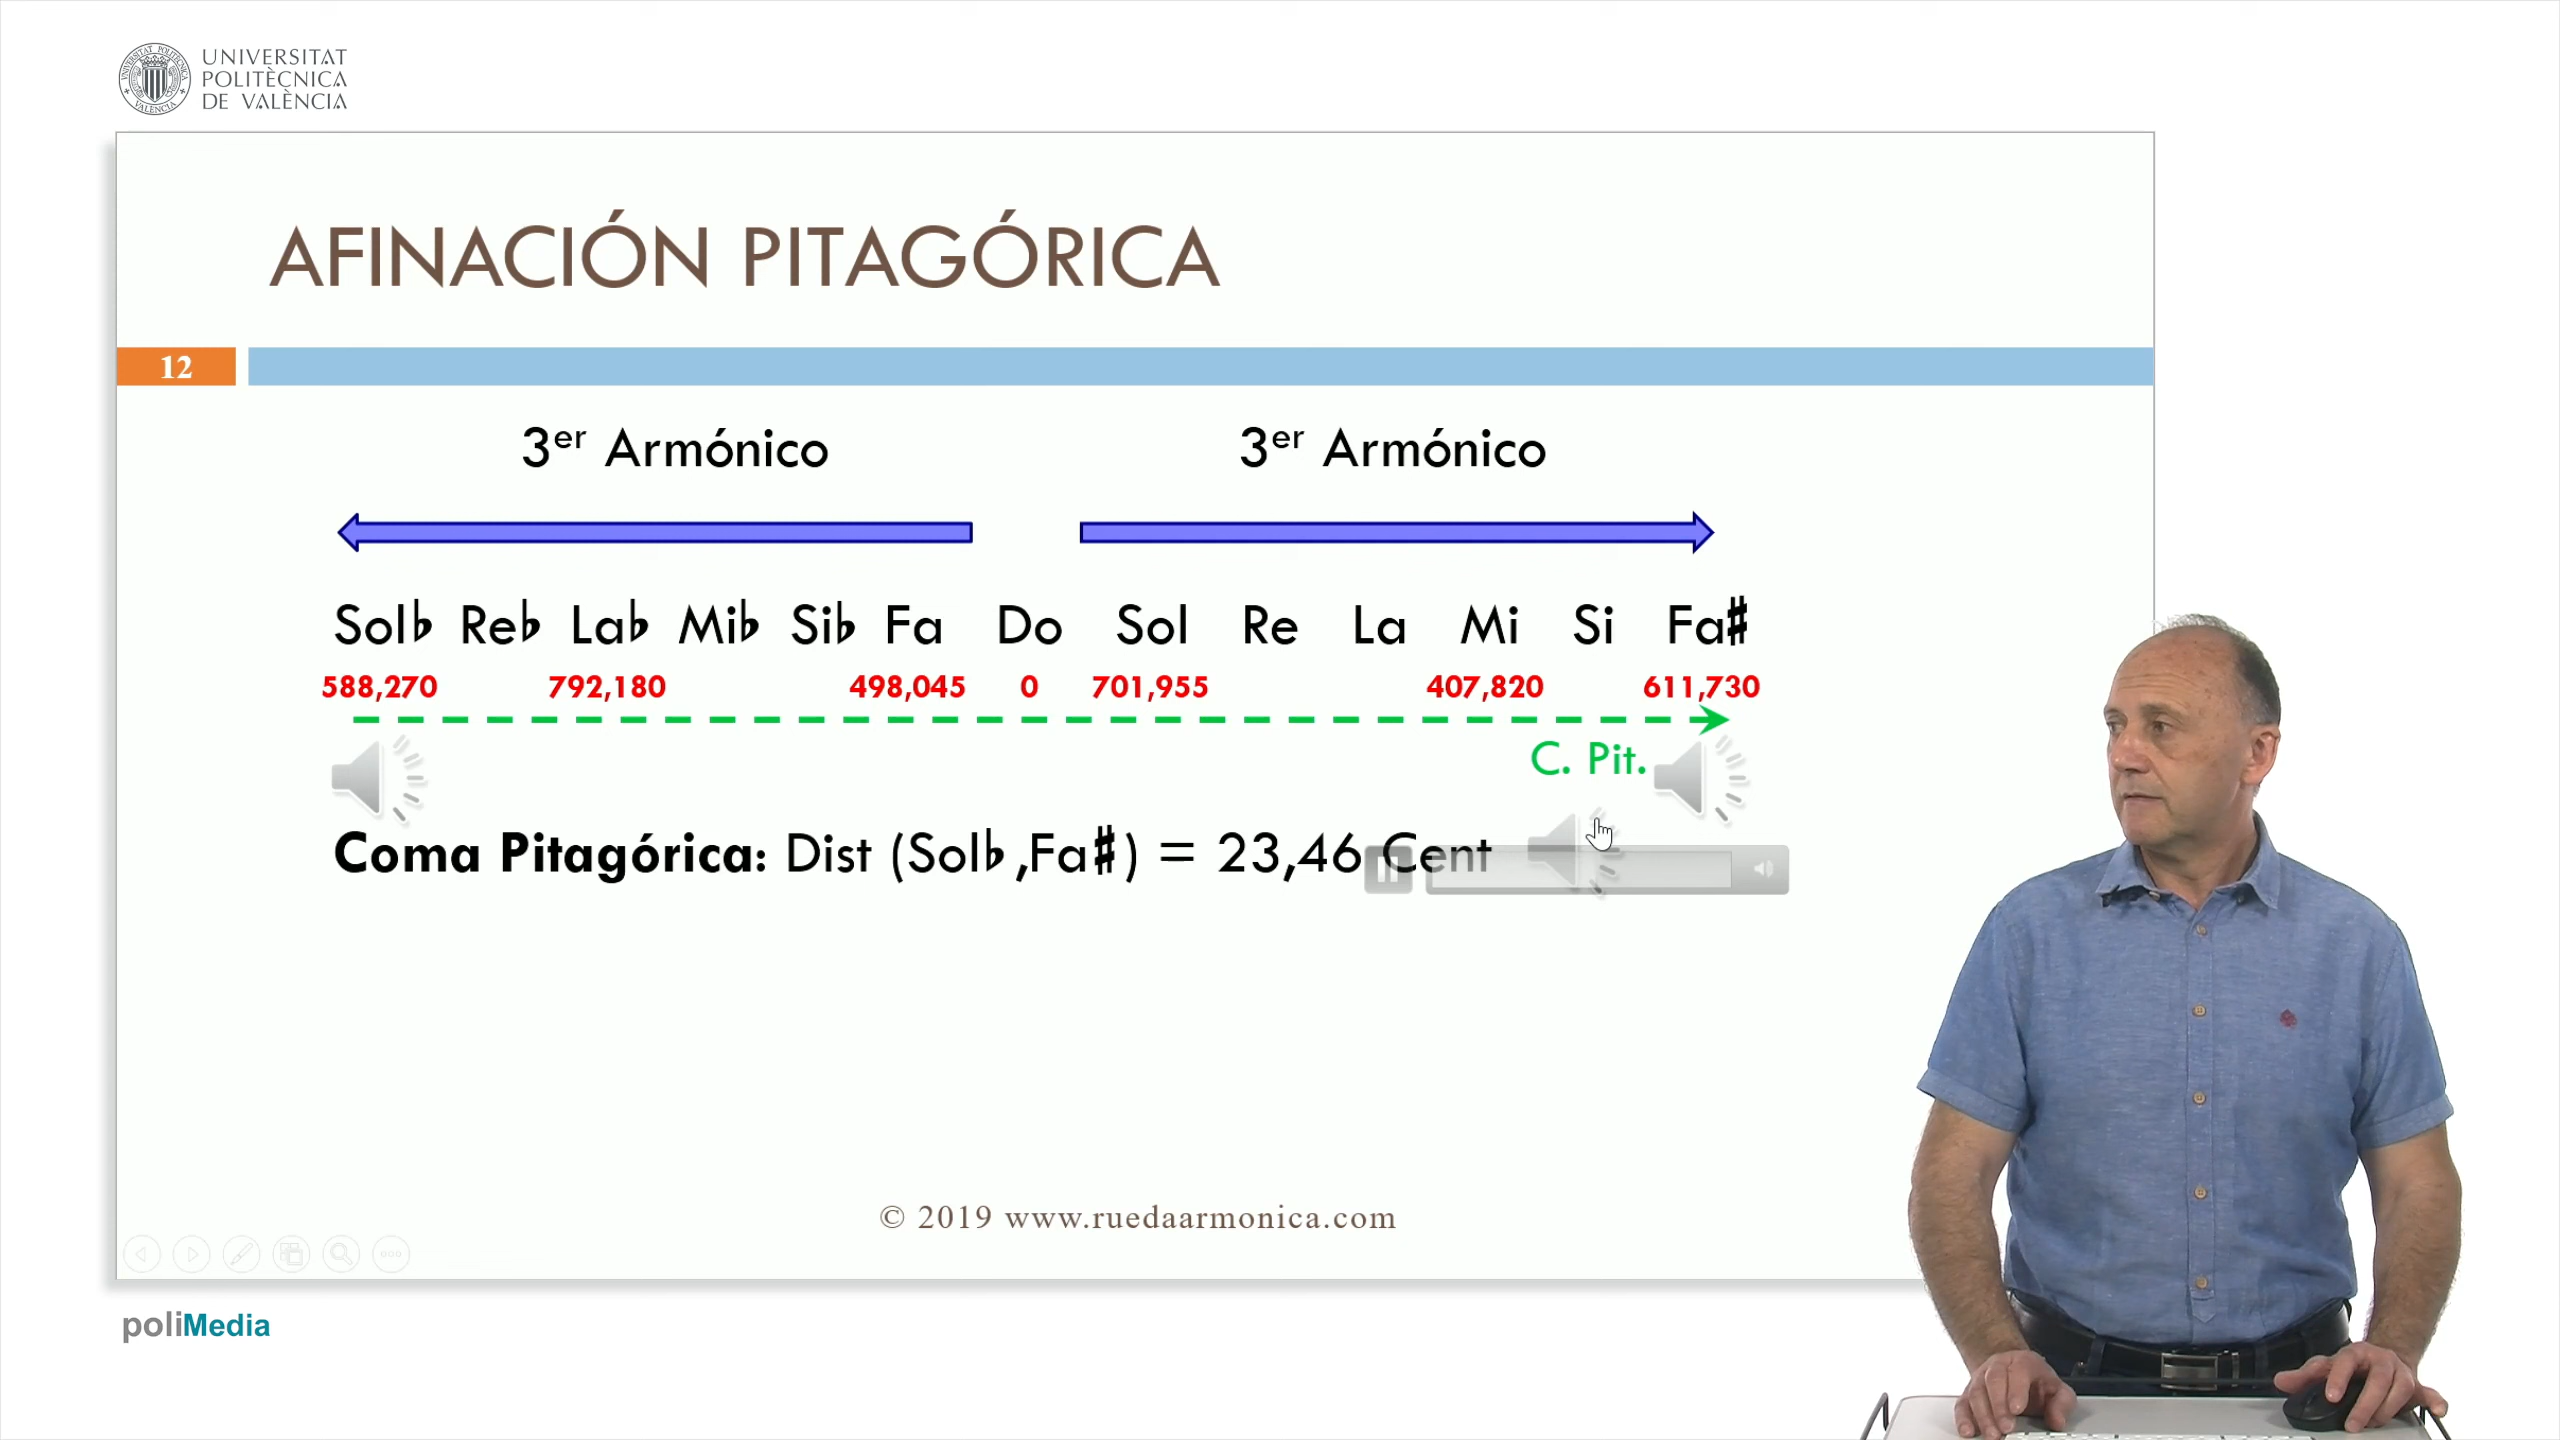 UNIVERSITAT
POLITÈCNICA
DE VALÈNCIA
AFINACIÓN PITAGÓRICA
12
3er Armónico 3er Armónico
Sol♭ Re♭ La♭ Mi♭ Si♭ Fa Do Sol Re La Mi Si Fa♯
588,270 792,180 498,045 0 701,955 407,820 611,730
C. Pit.
Coma Pitagórica: Dist (Sol♭,Fa♯) = 23,46 Cent
© 2019 www.ruedaarmonica.com
poliMedia